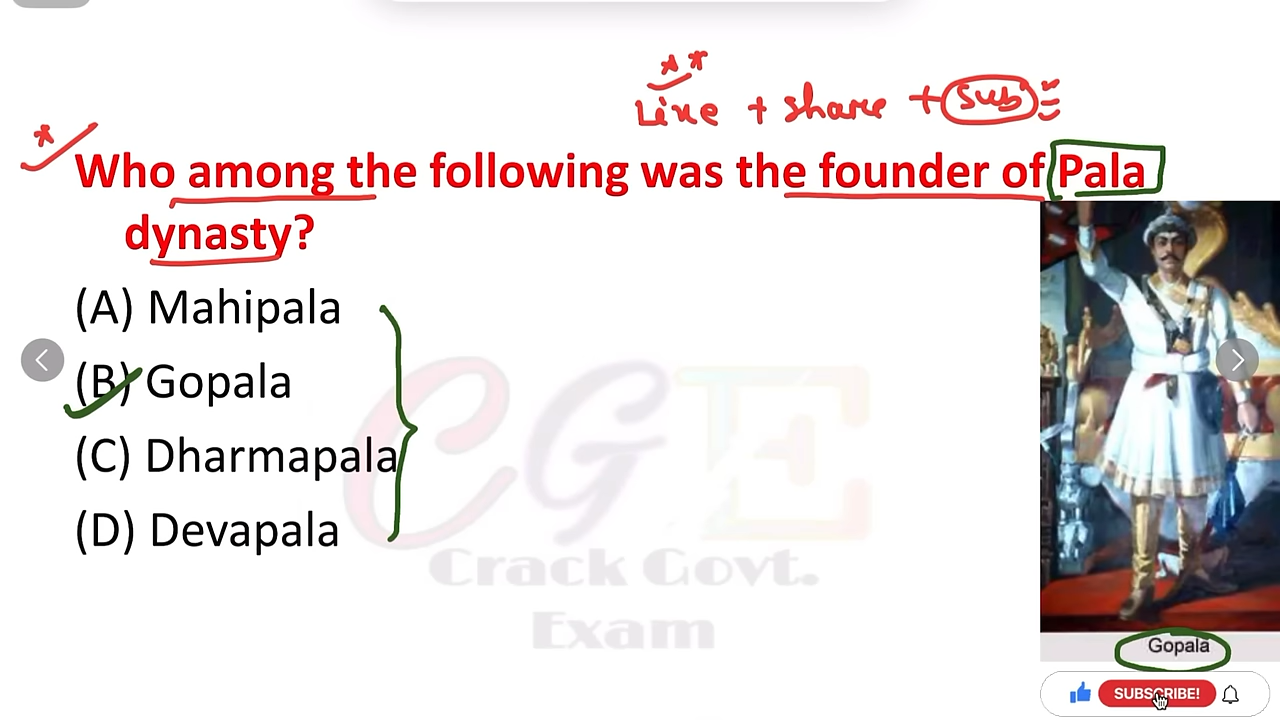 Like + share + sub
Who among the following was the founder of Pala
dynasty?
(A) Mahipala
(B) Gopala
(C) Dharmapala
(D) Devapala
CGE
Crack Govt.
Exam
Gopala
SUBSCRIBE!